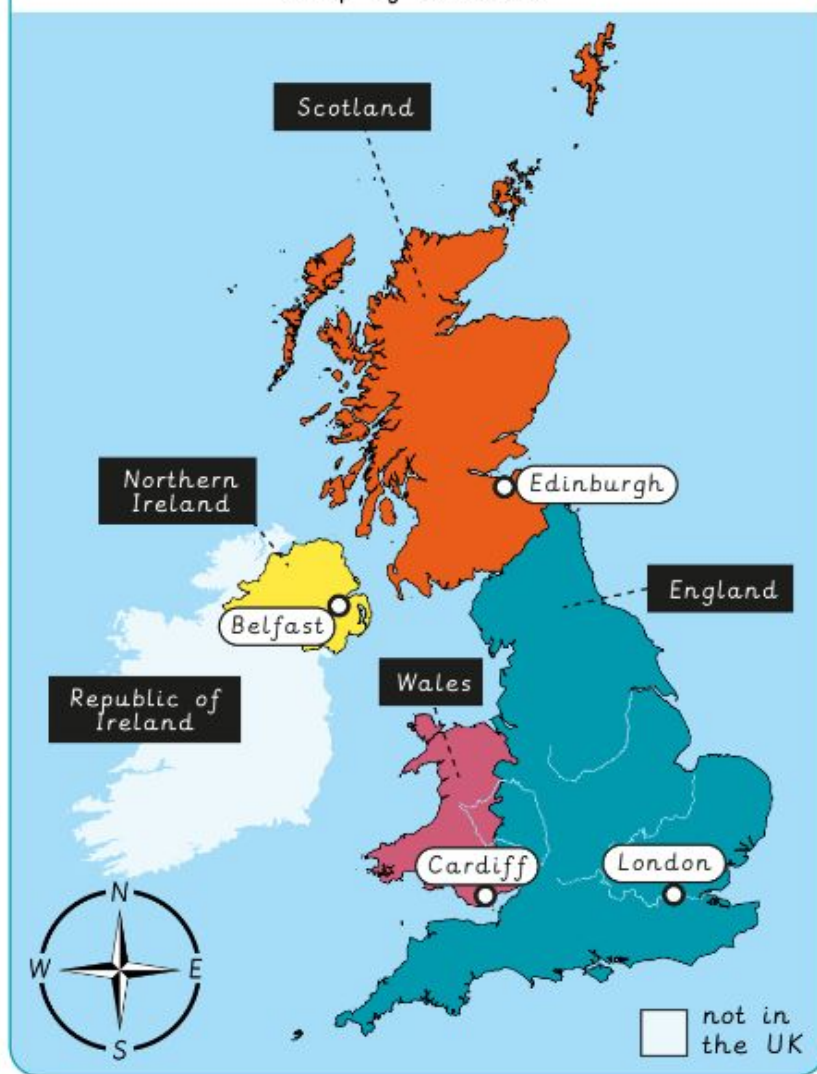 Scotland
Edinburgh
Northern
Ireland
England
Belfast
Wales
Republic of
Ireland
Cardiff
London
N
W
E
S
not in
the UK